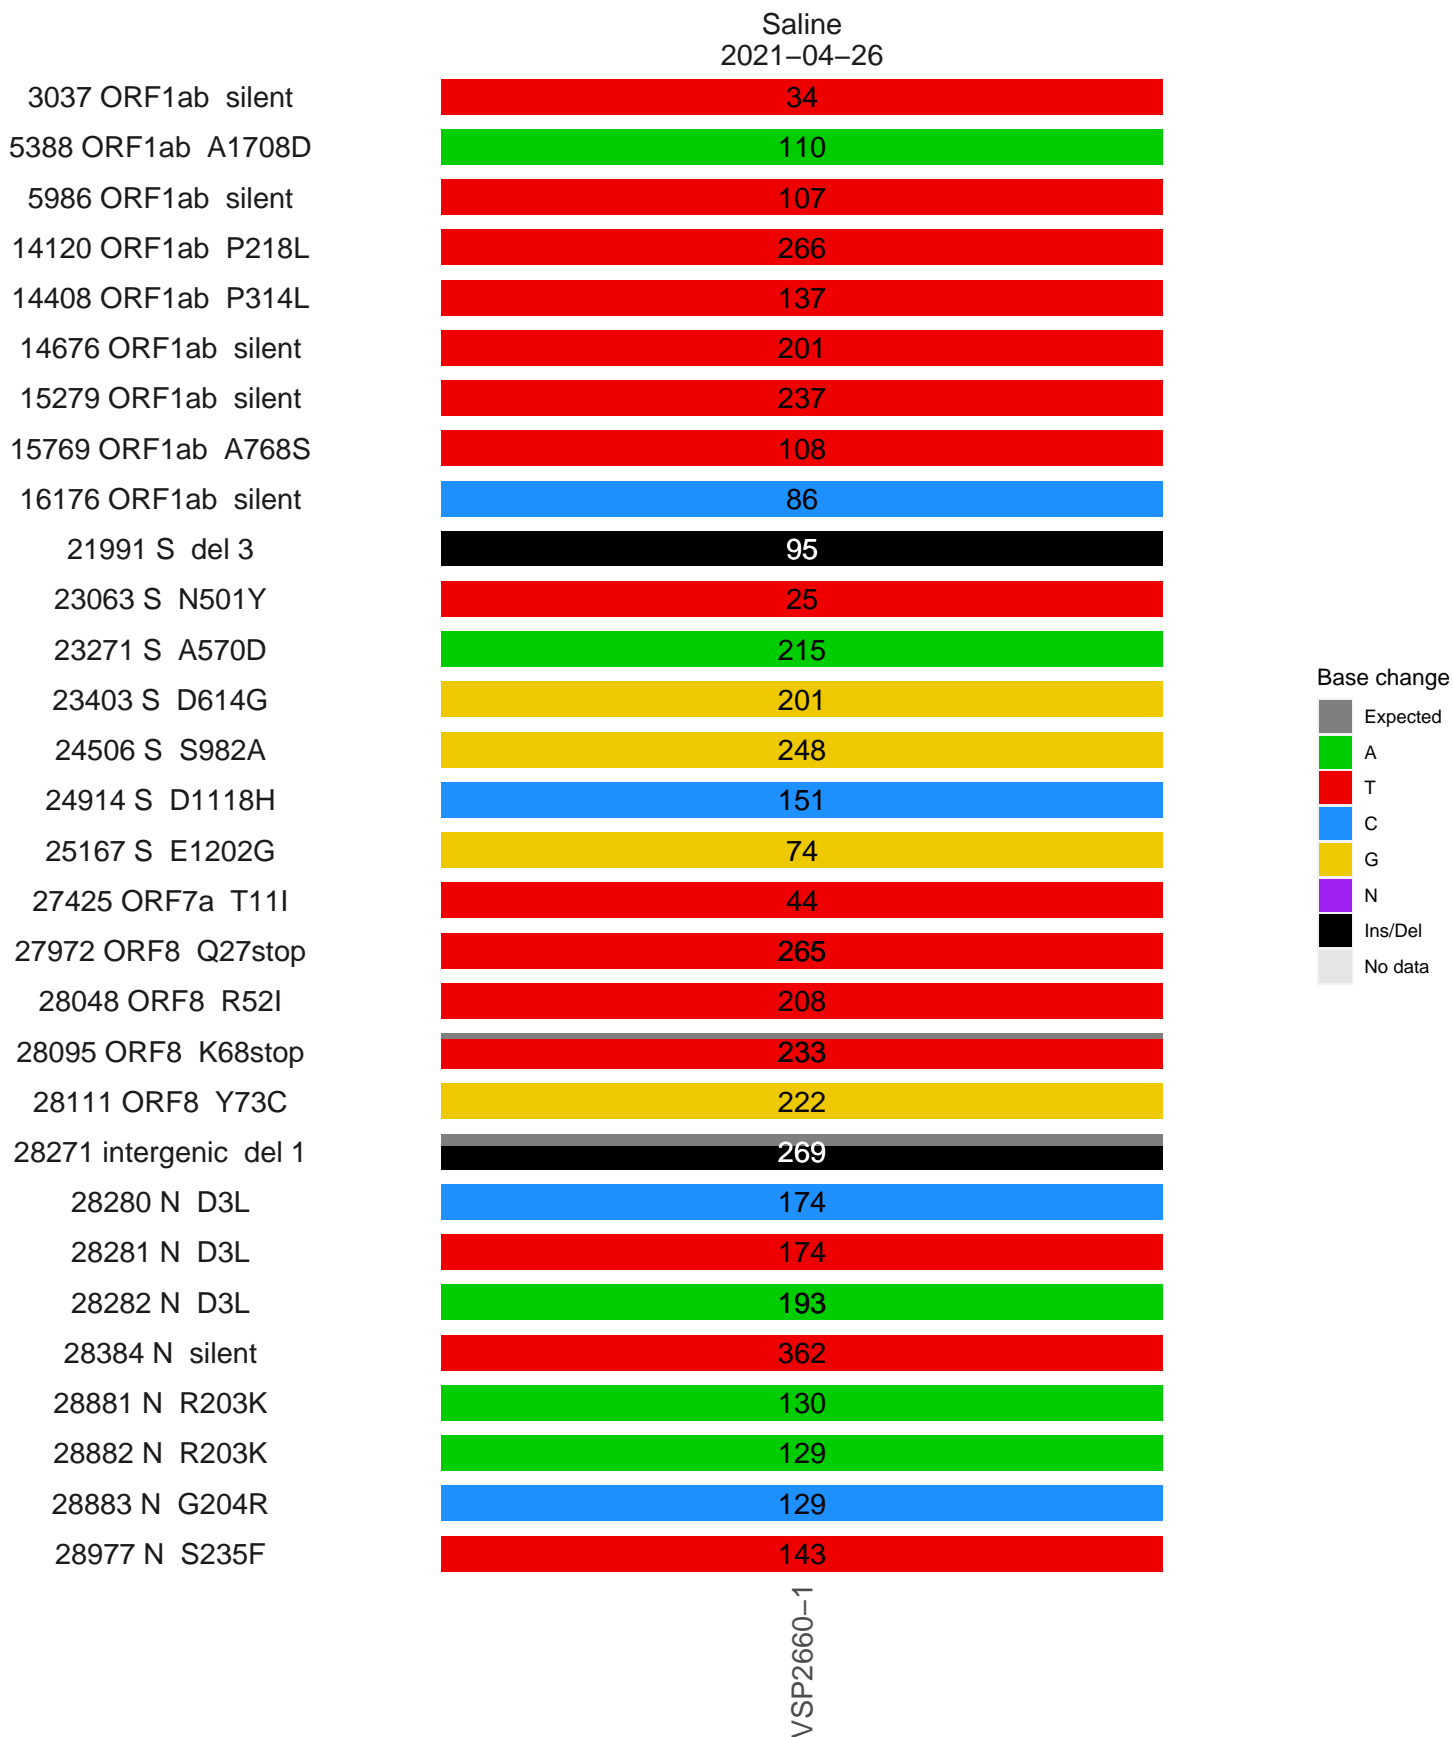 Saline
2021−04−26
3037 ORF1ab silent 34
5388 ORF1ab A1708D 110
5986 ORF1ab silent 107
14120 ORF1ab P218L 266
14408 ORF1ab P314L 137
14676 ORF1ab silent 201
15279 ORF1ab silent 237
15769 ORF1ab A768S 108
16176 ORF1ab silent 86
21991 S del 3 95
23063 S N501Y 25
23271 S A570D 215
23403 S D614G 201
24506 S S982A 248
24914 S D1118H 151
25167 S E1202G 74
27425 ORF7a T11I 44
27972 ORF8 Q27stop 265
28048 ORF8 R52I 208
28095 ORF8 K68stop 233
28111 ORF8 Y73C 222
28271 intergenic del 1 269
28280 N D3L 174
28281 N D3L 174
28282 N D3L 193
28384 N silent 362
28881 N R203K 130
28882 N R203K 129
28883 N G204R 129
28977 N S235F 143
VSP2660−1
Base change
Expected
A
T
C
G
N
Ins/Del
No data